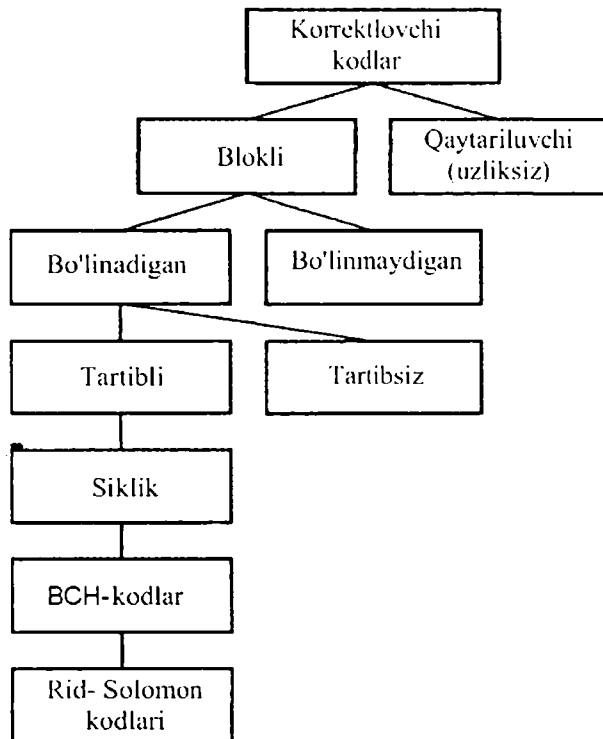 Korrektlovchi
kodlar
Blokli
Qaytariluvchi
(uzliksiz)
Bo'linadigan
Bo'linmaydigan
Tartibli
Tartibsiz
Siklik
BCH-kodlar
Rid- Solomon
kodlari